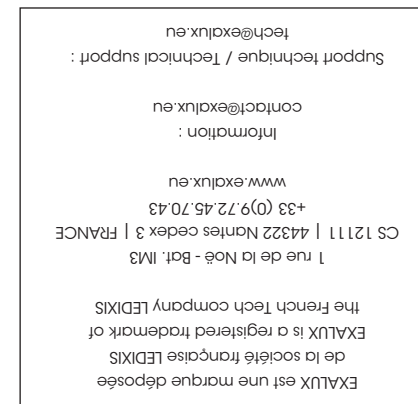 EXALUX est une marque déposée
de la société française LEDIXIS
EXALUX is a registered trademark of
the French Tech company LEDIXIS
1 rue de la Noë - Bat. IM3
CS 12111 | 44322 Nantes cedex 3 | FRANCE
+33 (0)9.72.45.70.43
www.exalux.eu
Information :
contact@exalux.eu
Support technique / Technical support :
tech@exalux.eu